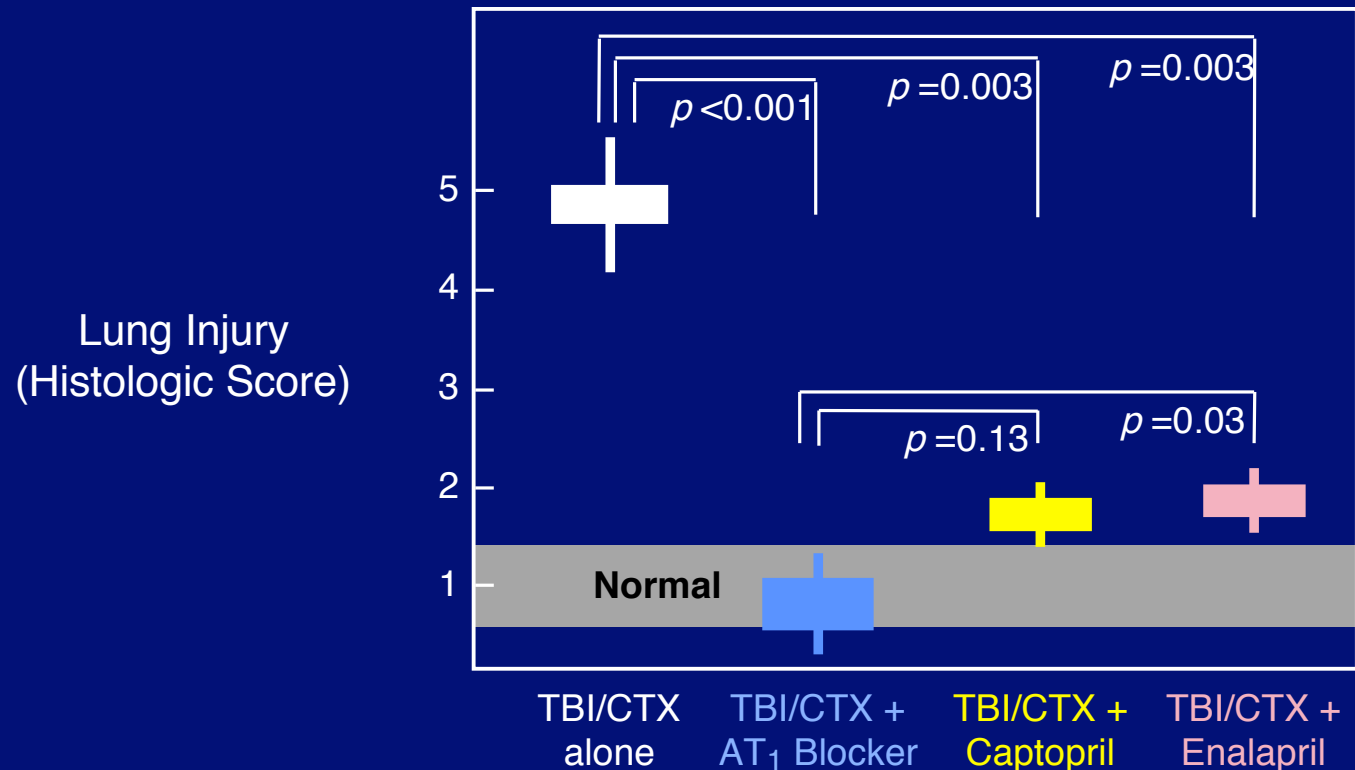 p =0.003
p =0.003
p <0.001
5
4
Lung Injury
(Histologic Score)
3
p =0.03
p =0.13
2
1
Normal
TBI/CTX
alone
TBI/CTX +
AT₁ Blocker
TBI/CTX +
Captopril
TBI/CTX +
Enalapril